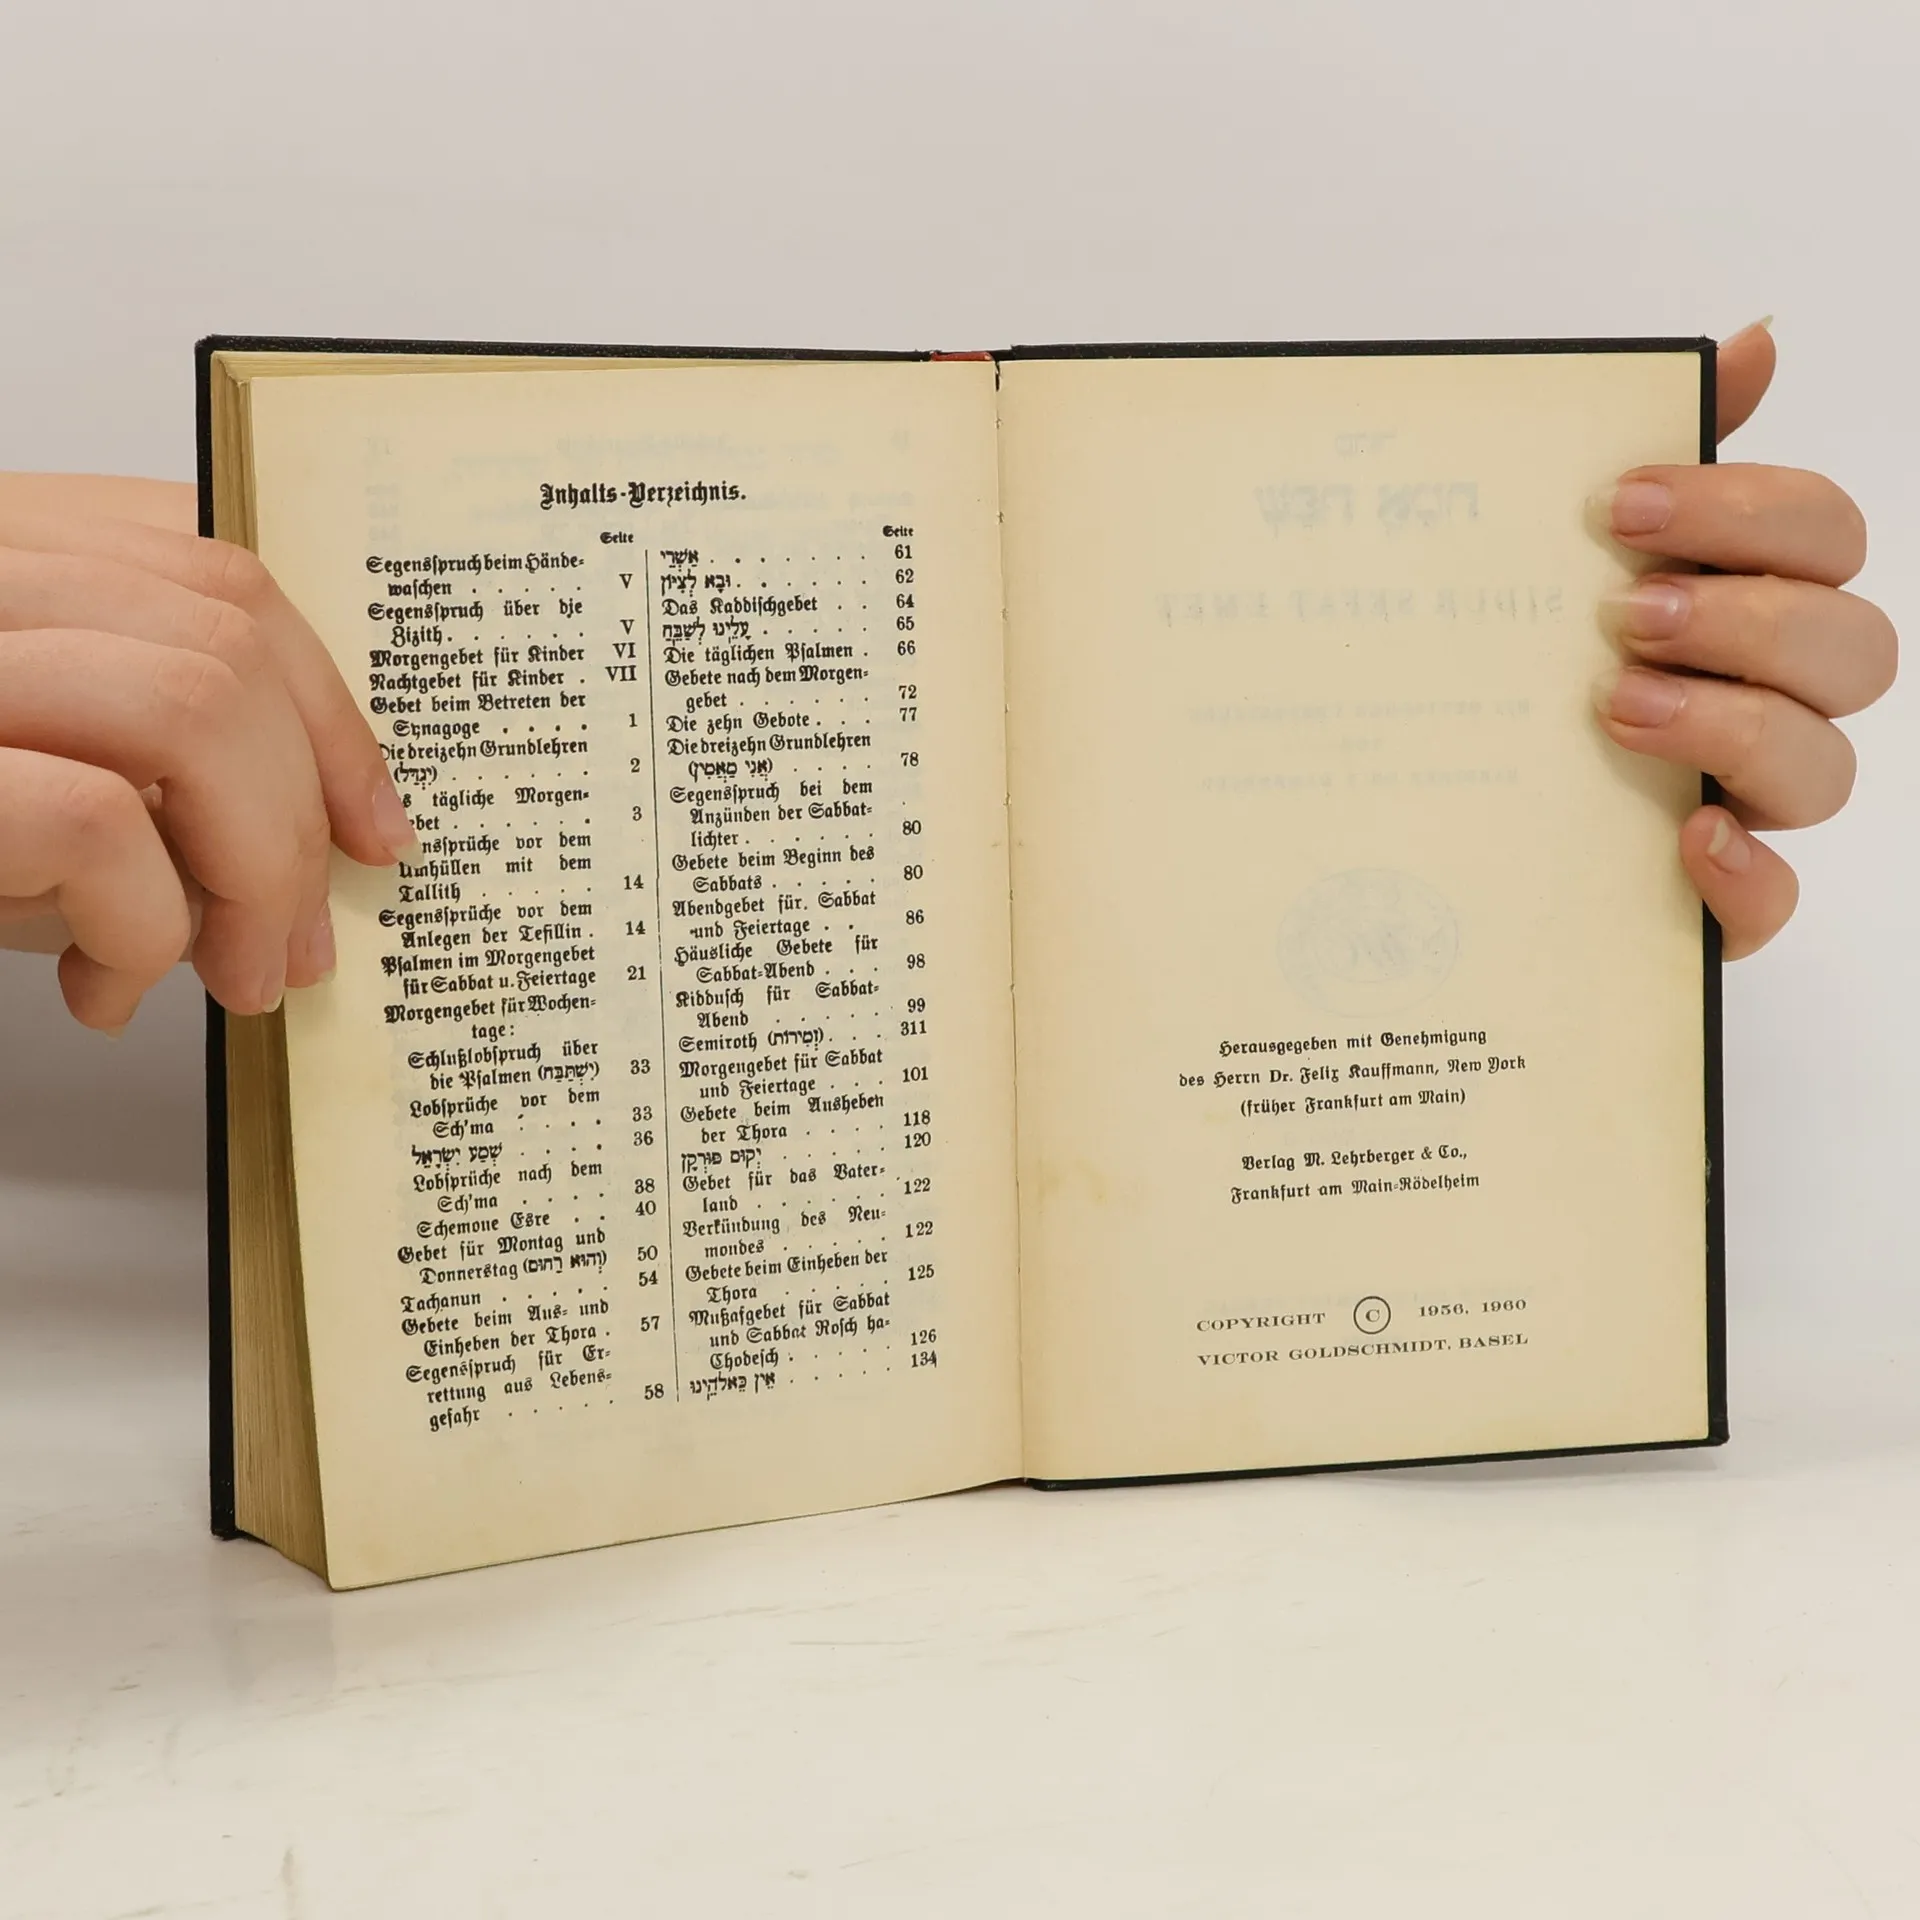 Inhalts-Verzeichnis.
Seite
Segensspruch beim Hände-
waschen . . . . . V
Segensspruch über die
Zizith . . . . . . V
Morgengebet für Kinder VI
Nachtgebet für Kinder . VII
Gebet beim Betreten der
Synagoge . . . . 1
Die dreizehn Grundlehren
(יִגְדַּל) . . . . . . 2
tägliche Morgen-
. . . . . . 3
vor dem
Umhüllen mit dem
Tallith . . . . . 14
Segenssprüche vor dem
Anlegen der Tefillin . 14
Psalmen im Morgengebet
für Sabbat u. Feiertage 21
Morgengebet für Wochen-
tage:
Schlußlobspruch über
die Psalmen (יִשְׁתַּבַּח) 33
Lobsprüche vor dem
Sch'ma . . . . 33
שְׁמַע יִשְׂרָאֵל . . . . 36
Lobsprüche nach dem
Sch'ma . . . . 38
Schemone Esre . . 40
Gebet für Montag und
Donnerstag (וְהוּא רַחוּם) 50
Tachanun . . . . . 54
Gebete beim Aus- und
Einheben der Thora . 57
Segensspruch für Er-
rettung aus Lebens-
gefahr . . . . . 58
Seite
אַשְׁרֵי . . . . . . . 61
וּבָא לְצִיּוֹן . . . . . . 62
Das Kaddischgebet . . 64
עָלֵינוּ לְשַׁבֵּחַ . . . . . 65
Die täglichen Psalmen . 66
Gebete nach dem Morgen-
gebet . . . . . . 72
Die zehn Gebote . . . 77
Die dreizehn Grundlehren
(אֲנִי מַאֲמִין) . . . . 78
Segensspruch bei dem
Anzünden der Sabbat-
lichter . . . . . . 80
Gebete beim Beginn des
Sabbats . . . . . 80
Abendgebet für Sabbat
und Feiertage . . 86
Häusliche Gebete für
Sabbat-Abend . . . 98
Kiddusch für Sabbat-
Abend . . . . . . 99
Semiroth (זְמִירוֹת) . . . 311
Morgengebet für Sabbat
und Feiertage . . . 101
Gebete beim Ausheben
der Thora . . . . 118
יְקוּם פּוּרְקָן . . . . . 120
Gebet für das Vater-
land . . . . . . 122
Verkündung des Neu-
mondes . . . . . 122
Gebete beim Einheben der
Thora . . . . . 125
Mußafgebet für Sabbat
und Sabbat Rosch ha-
Chodesch . . . . . 126
אֵין כֵּאלֹהֵינוּ . . . . . 134
Herausgegeben mit Genehmigung
des Herrn Dr. Felix Kauffmann, New York
(früher Frankfurt am Main)
Verlag M. Lehrberger & Co.,
Frankfurt am Main-Rödelheim
COPYRIGHT © 1956, 1960
VICTOR GOLDSCHMIDT, BASEL